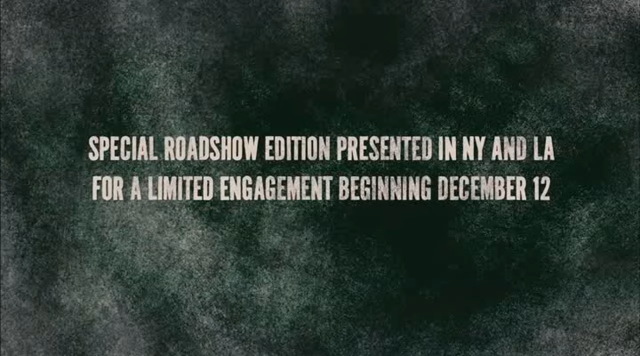 SPECIAL ROADSHOW EDITION PRESENTED IN NY AND LA
FOR A LIMITED ENGAGEMENT BEGINNING DECEMBER 12